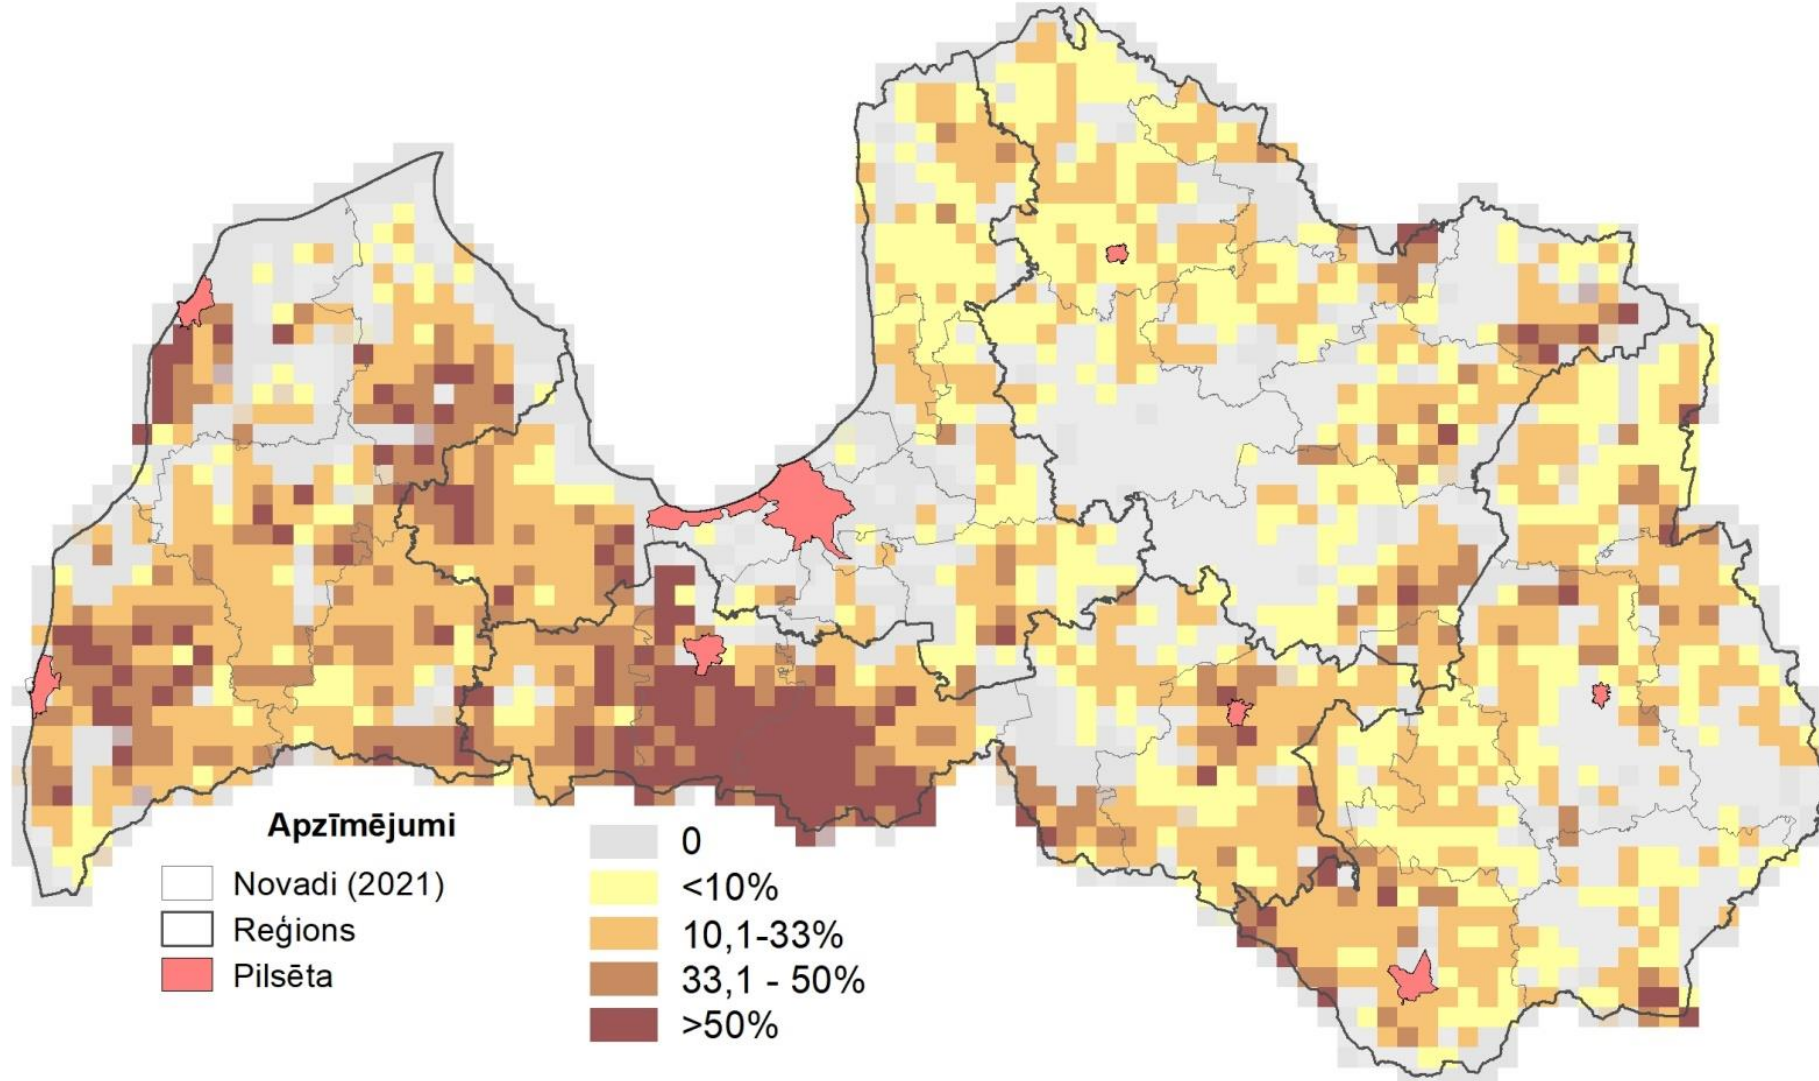 Apzīmējumi
Novadi (2021)
Reģions
Pilsēta
0
<10%
10,1-33%
33,1 - 50%
>50%